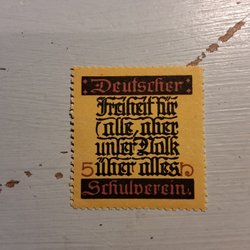 Deutscher
Freiheit für
alle, aber
unser Volk
über alles
5 h
Schulverein.